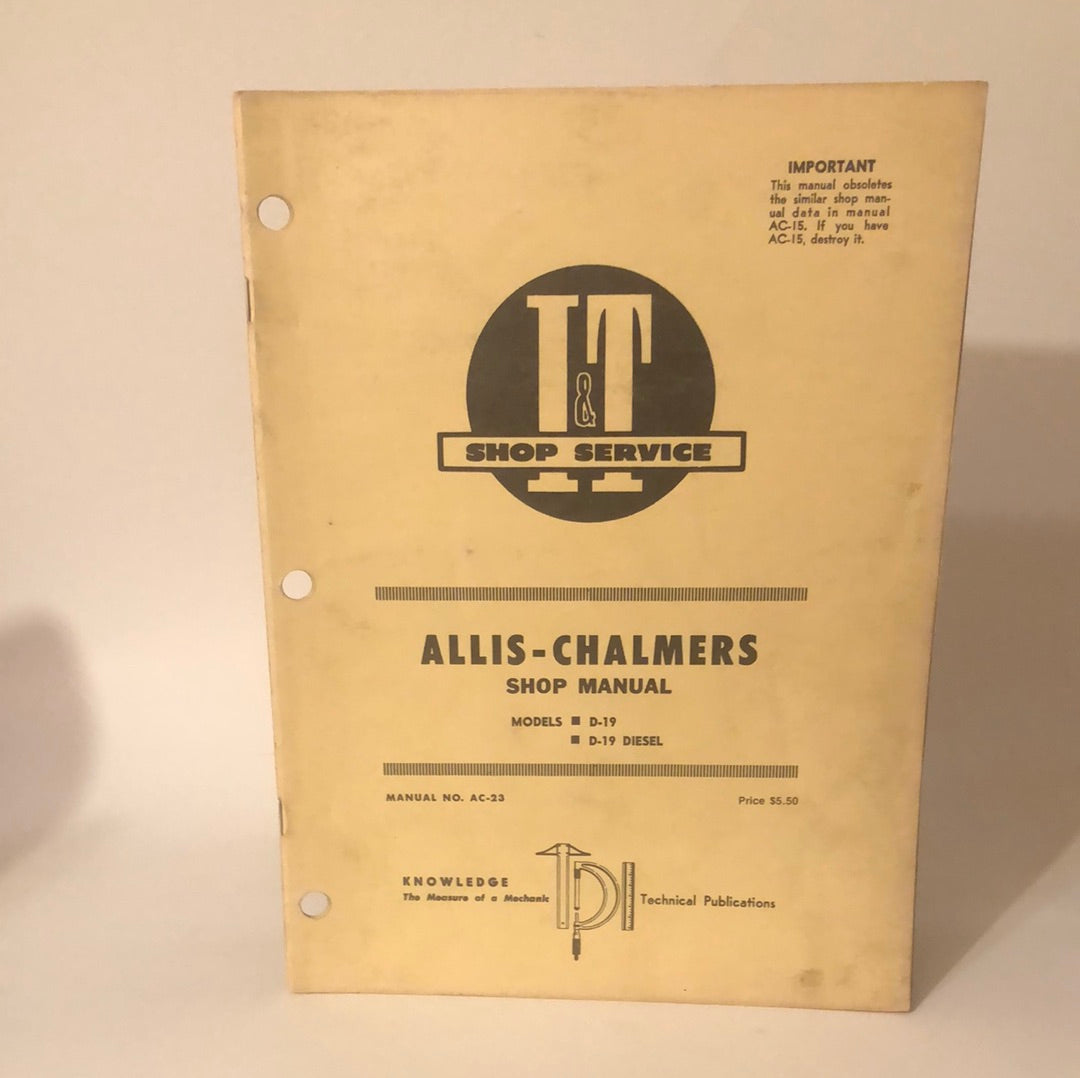 IMPORTANT
This manual obsoletes
the similar shop man-
ual data in manual
AC-15. If you have
AC-15, destroy it.
I&T
SHOP SERVICE
ALLIS-CHALMERS
SHOP MANUAL
MODELS ■ D-19
■ D-19 DIESEL
MANUAL NO. AC-23
Price $5.50
KNOWLEDGE
The Measure of a Mechanic
TPI
Technical Publications